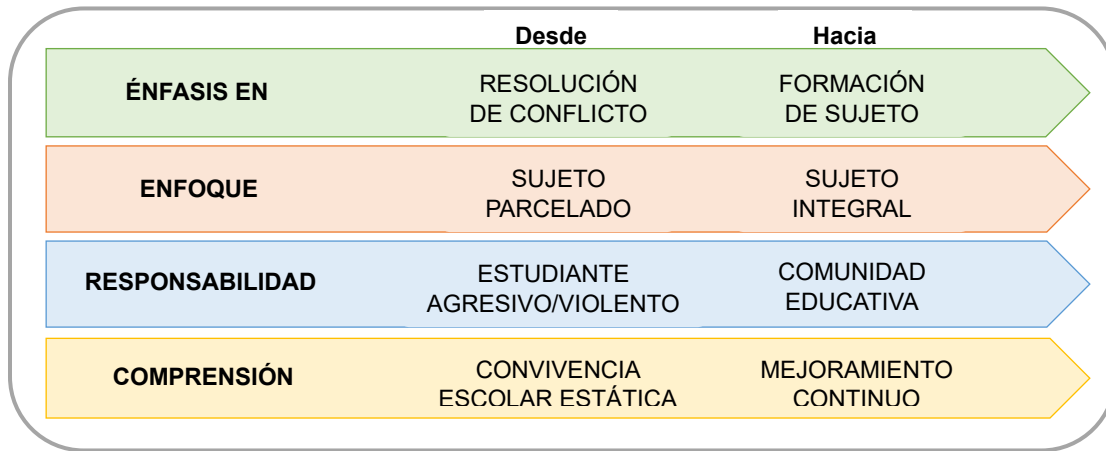 Desde Hacia
ÉNFASIS EN
RESOLUCIÓN
DE CONFLICTO
FORMACIÓN
DE SUJETO
ENFOQUE
SUJETO
PARCELADO
SUJETO
INTEGRAL
RESPONSABILIDAD
ESTUDIANTE
AGRESIVO/VIOLENTO
COMUNIDAD
EDUCATIVA
COMPRENSIÓN
CONVIVENCIA
ESCOLAR ESTÁTICA
MEJORAMIENTO
CONTINUO